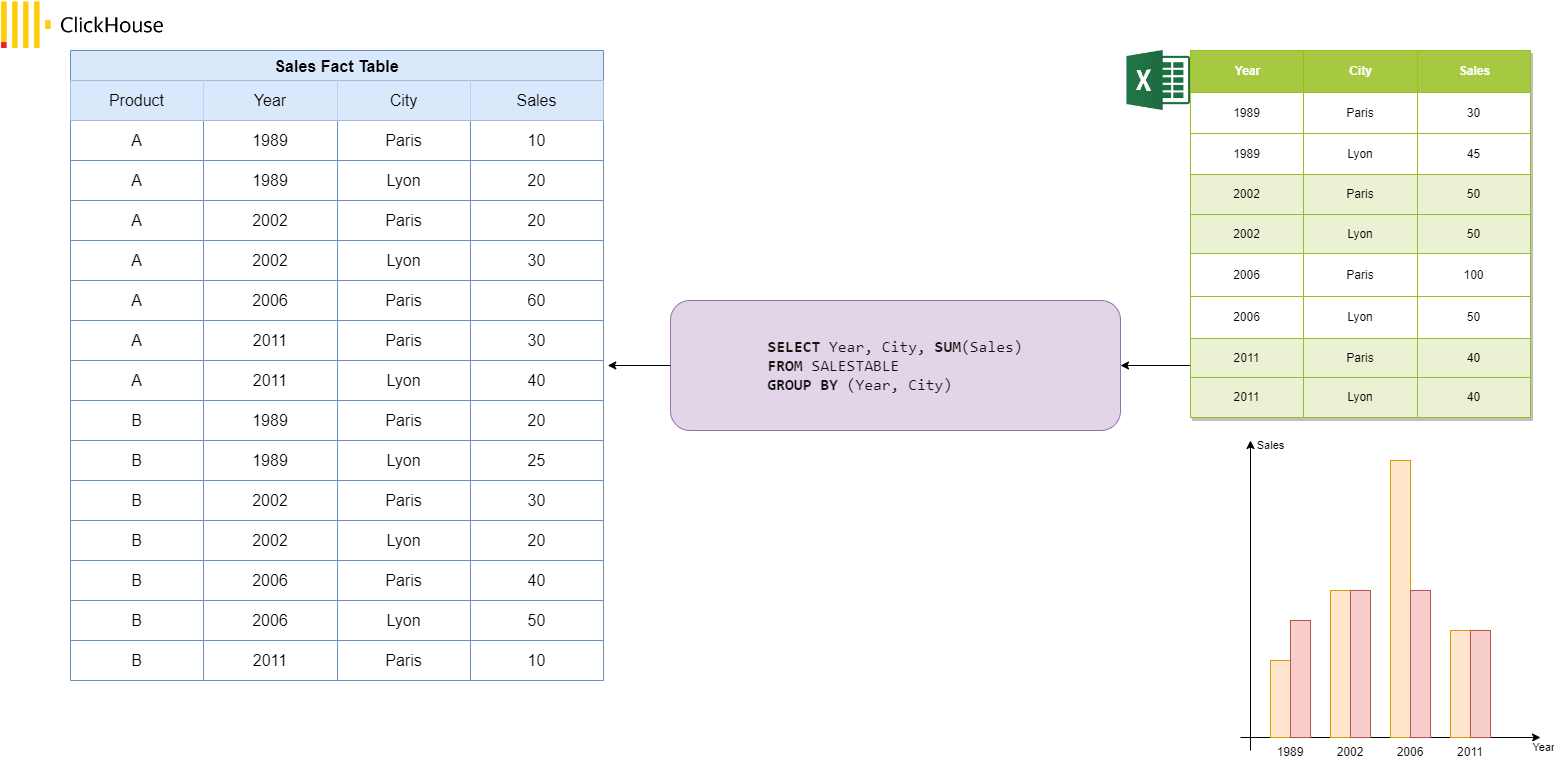 ClickHouse
Sales Fact Table
Product Year City Sales
A 1989 Paris 10
A 1989 Lyon 20
A 2002 Paris 20
A 2002 Lyon 30
A 2006 Paris 60
A 2011 Paris 30
A 2011 Lyon 40
B 1989 Paris 20
B 1989 Lyon 25
B 2002 Paris 30
B 2002 Lyon 20
B 2006 Paris 40
B 2006 Lyon 50
B 2011 Paris 10
SELECT Year, City, SUM(Sales)
FROM SALESTABLE
GROUP BY (Year, City)
X
Year City Sales
1989 Paris 30
1989 Lyon 45
2002 Paris 50
2002 Lyon 50
2006 Paris 100
2006 Lyon 50
2011 Paris 40
2011 Lyon 40
Sales
1989 2002 2006 2011
Year